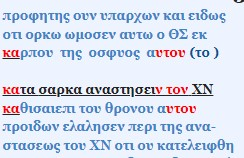 προφητης ουν υπαρχων και ειδως
οτι ορκω ωμοσεν αυτω ο ΘΣ εκ
καρπου της οσφυος αυτου (το )
κατα σαρκα αναστησειν τον ΧΝ
καθισαιεπι του θρονου αυτου
προιδων ελαλησεν περι της ανα-
στασεως του ΧΝ οτι ου κατελειφθη